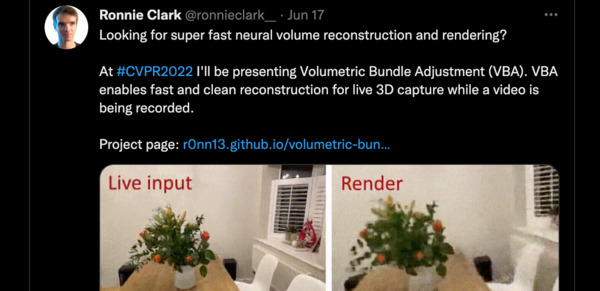 Ronnie Clark @ronnieclark__ · Jun 17
Looking for super fast neural volume reconstruction and rendering?
At #CVPR2022 I'll be presenting Volumetric Bundle Adjustment (VBA). VBA
enables fast and clean reconstruction for live 3D capture while a video is
being recorded.
Project page: r0nn13.github.io/volumetric-bun...
Live input
Render